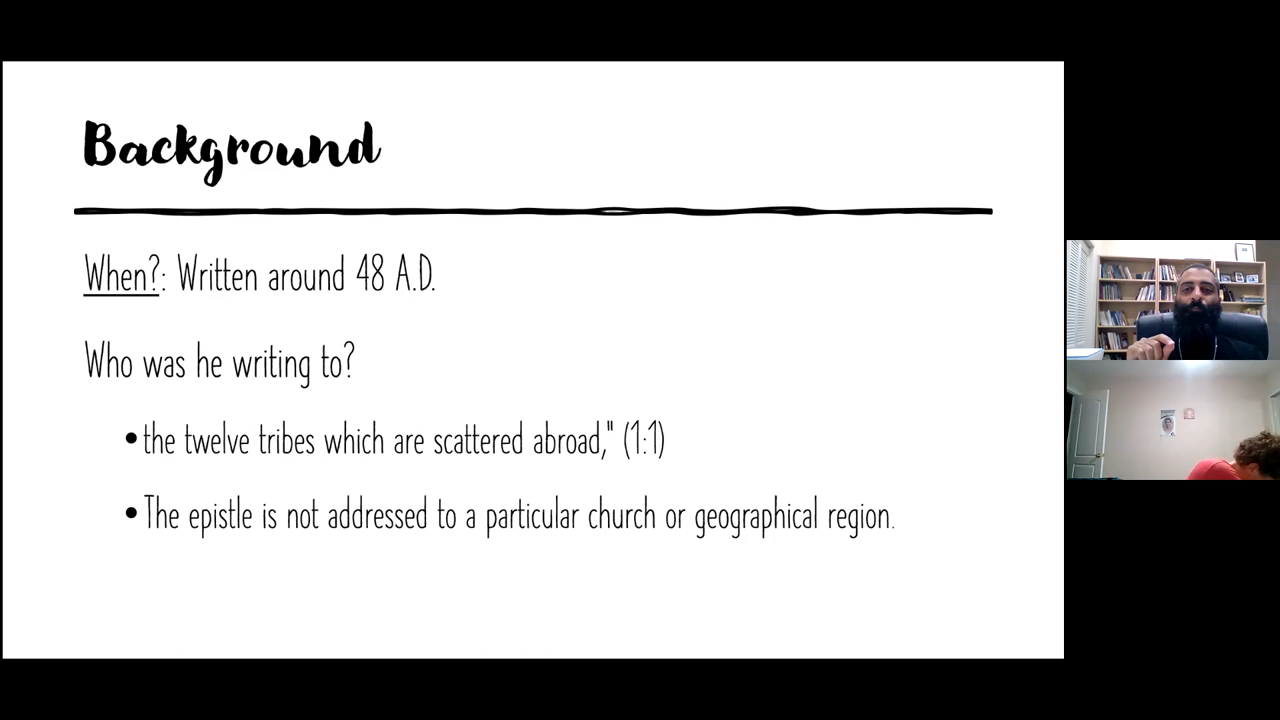 Background
When?: Written around 48 A.D.
Who was he writing to?
•the twelve tribes which are scattered abroad," (1:1)
•The epistle is not addressed to a particular church or geographical region.